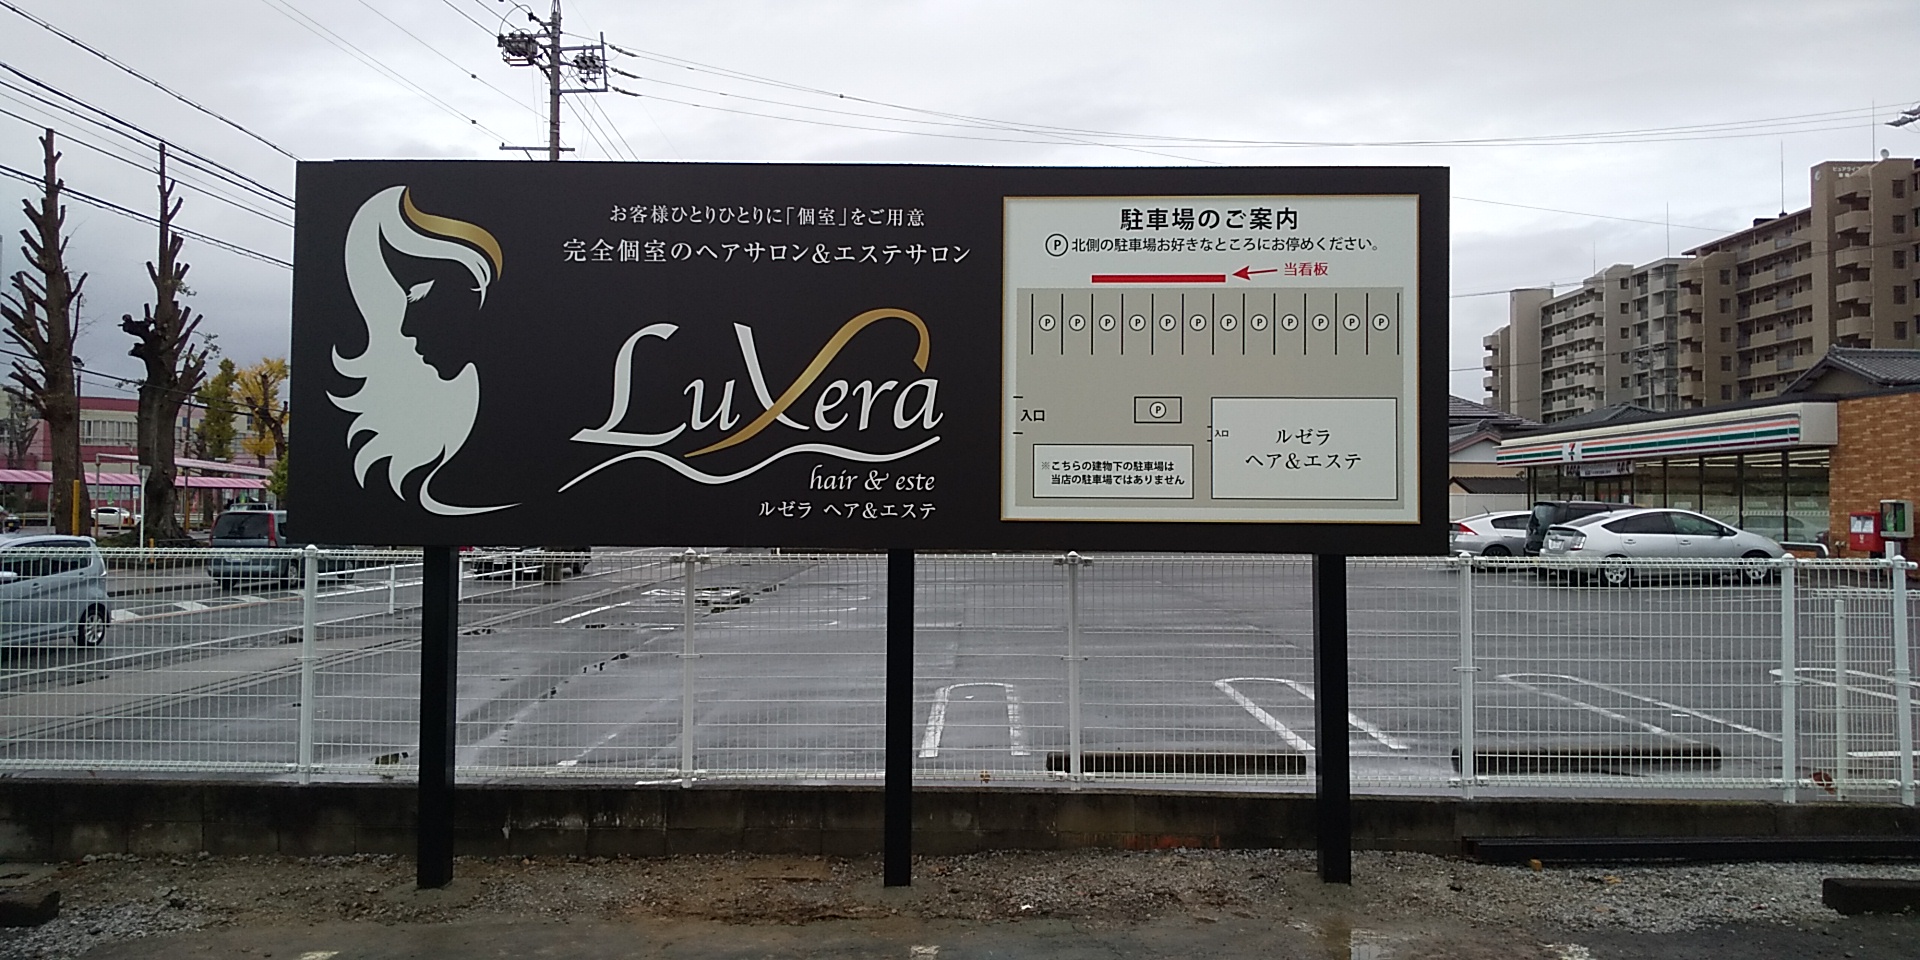 お客様ひとりひとりに「個室」をご用意
完全個室のヘアサロン&エステサロン
LuXera
hair & este
ルゼラ ヘア&エステ
駐車場のご案内
Ⓟ北側の駐車場お好きなところにお停めください。
当看板
P P P P P P P P P P P P
入口
P
入口
ルゼラ
ヘア&エステ
※こちらの建物下の駐車場は
当店の駐車場ではありません
7